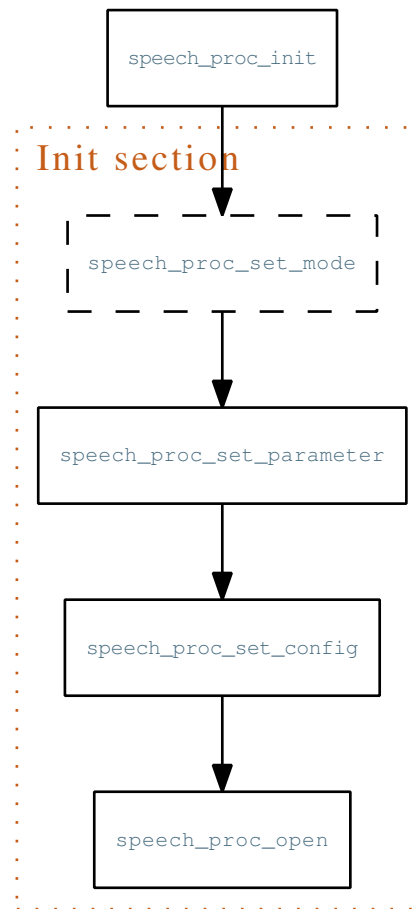 speech_proc_init
Init section
speech_proc_set_mode
speech_proc_set_parameter
speech_proc_set_config
speech_proc_open